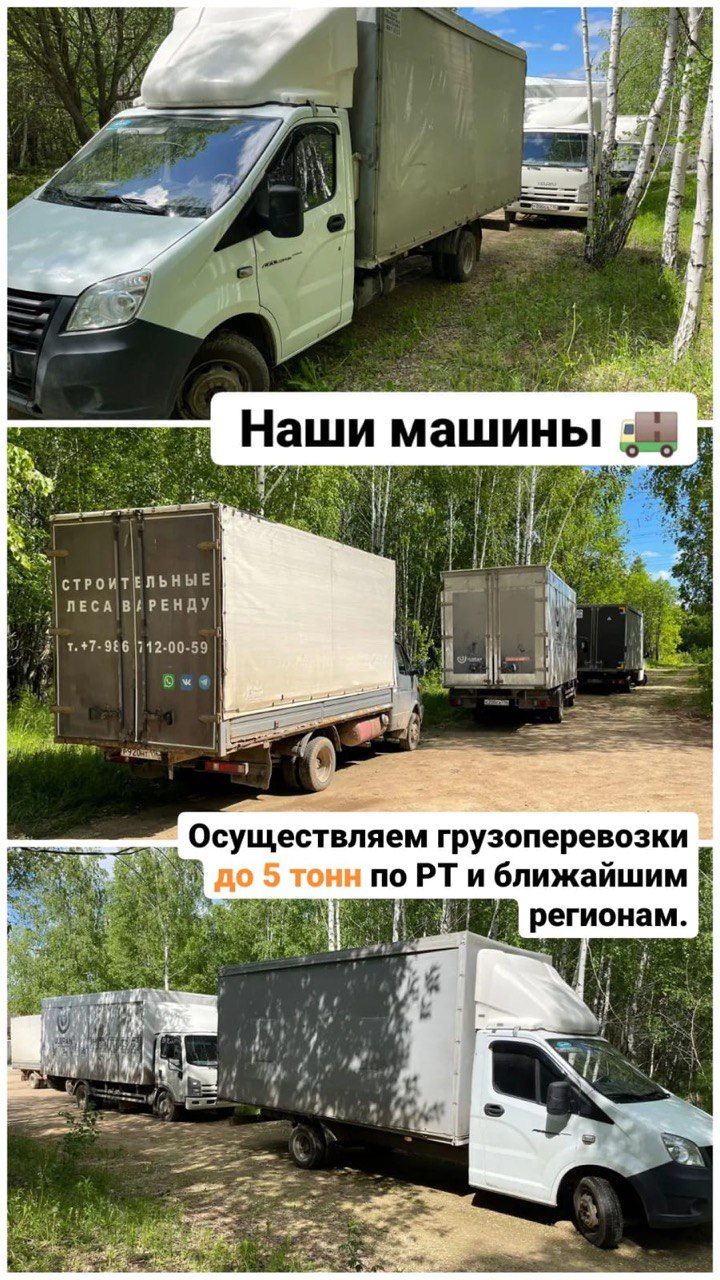 ISUZU
Наши машины
СТРОИТЕЛЬНЫЕ
ЛЕСА В АРЕНДУ
т. +7-986 712-00-59
Осуществляем грузоперевозки
до 5 тонн по РТ и ближайшим
регионам.